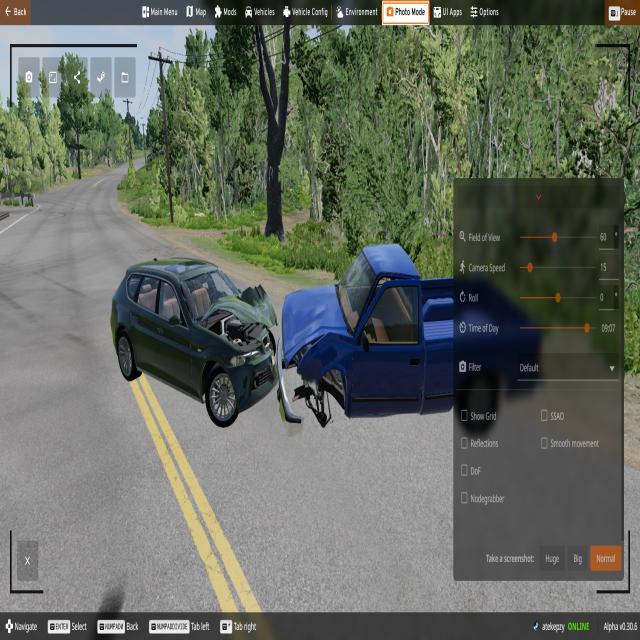 Back
Main Menu Map Mods Vehicles Vehicle Config Environment Photo Mode UI Apps Options
Pause
Field of View 60 °
Camera Speed 15
Roll 0 °
Time of Day 09:07
Filter Default
Show Grid SSAO
Reflections Smooth movement
DoF
Nodegrabber
X
Take a screenshot: Huge Big Normal
Navigate ENTER Select NUMPAD0 Back NUMPADDIVIDE Tab left Tab right
atekepzy ONLINE Alpha v0.30.6